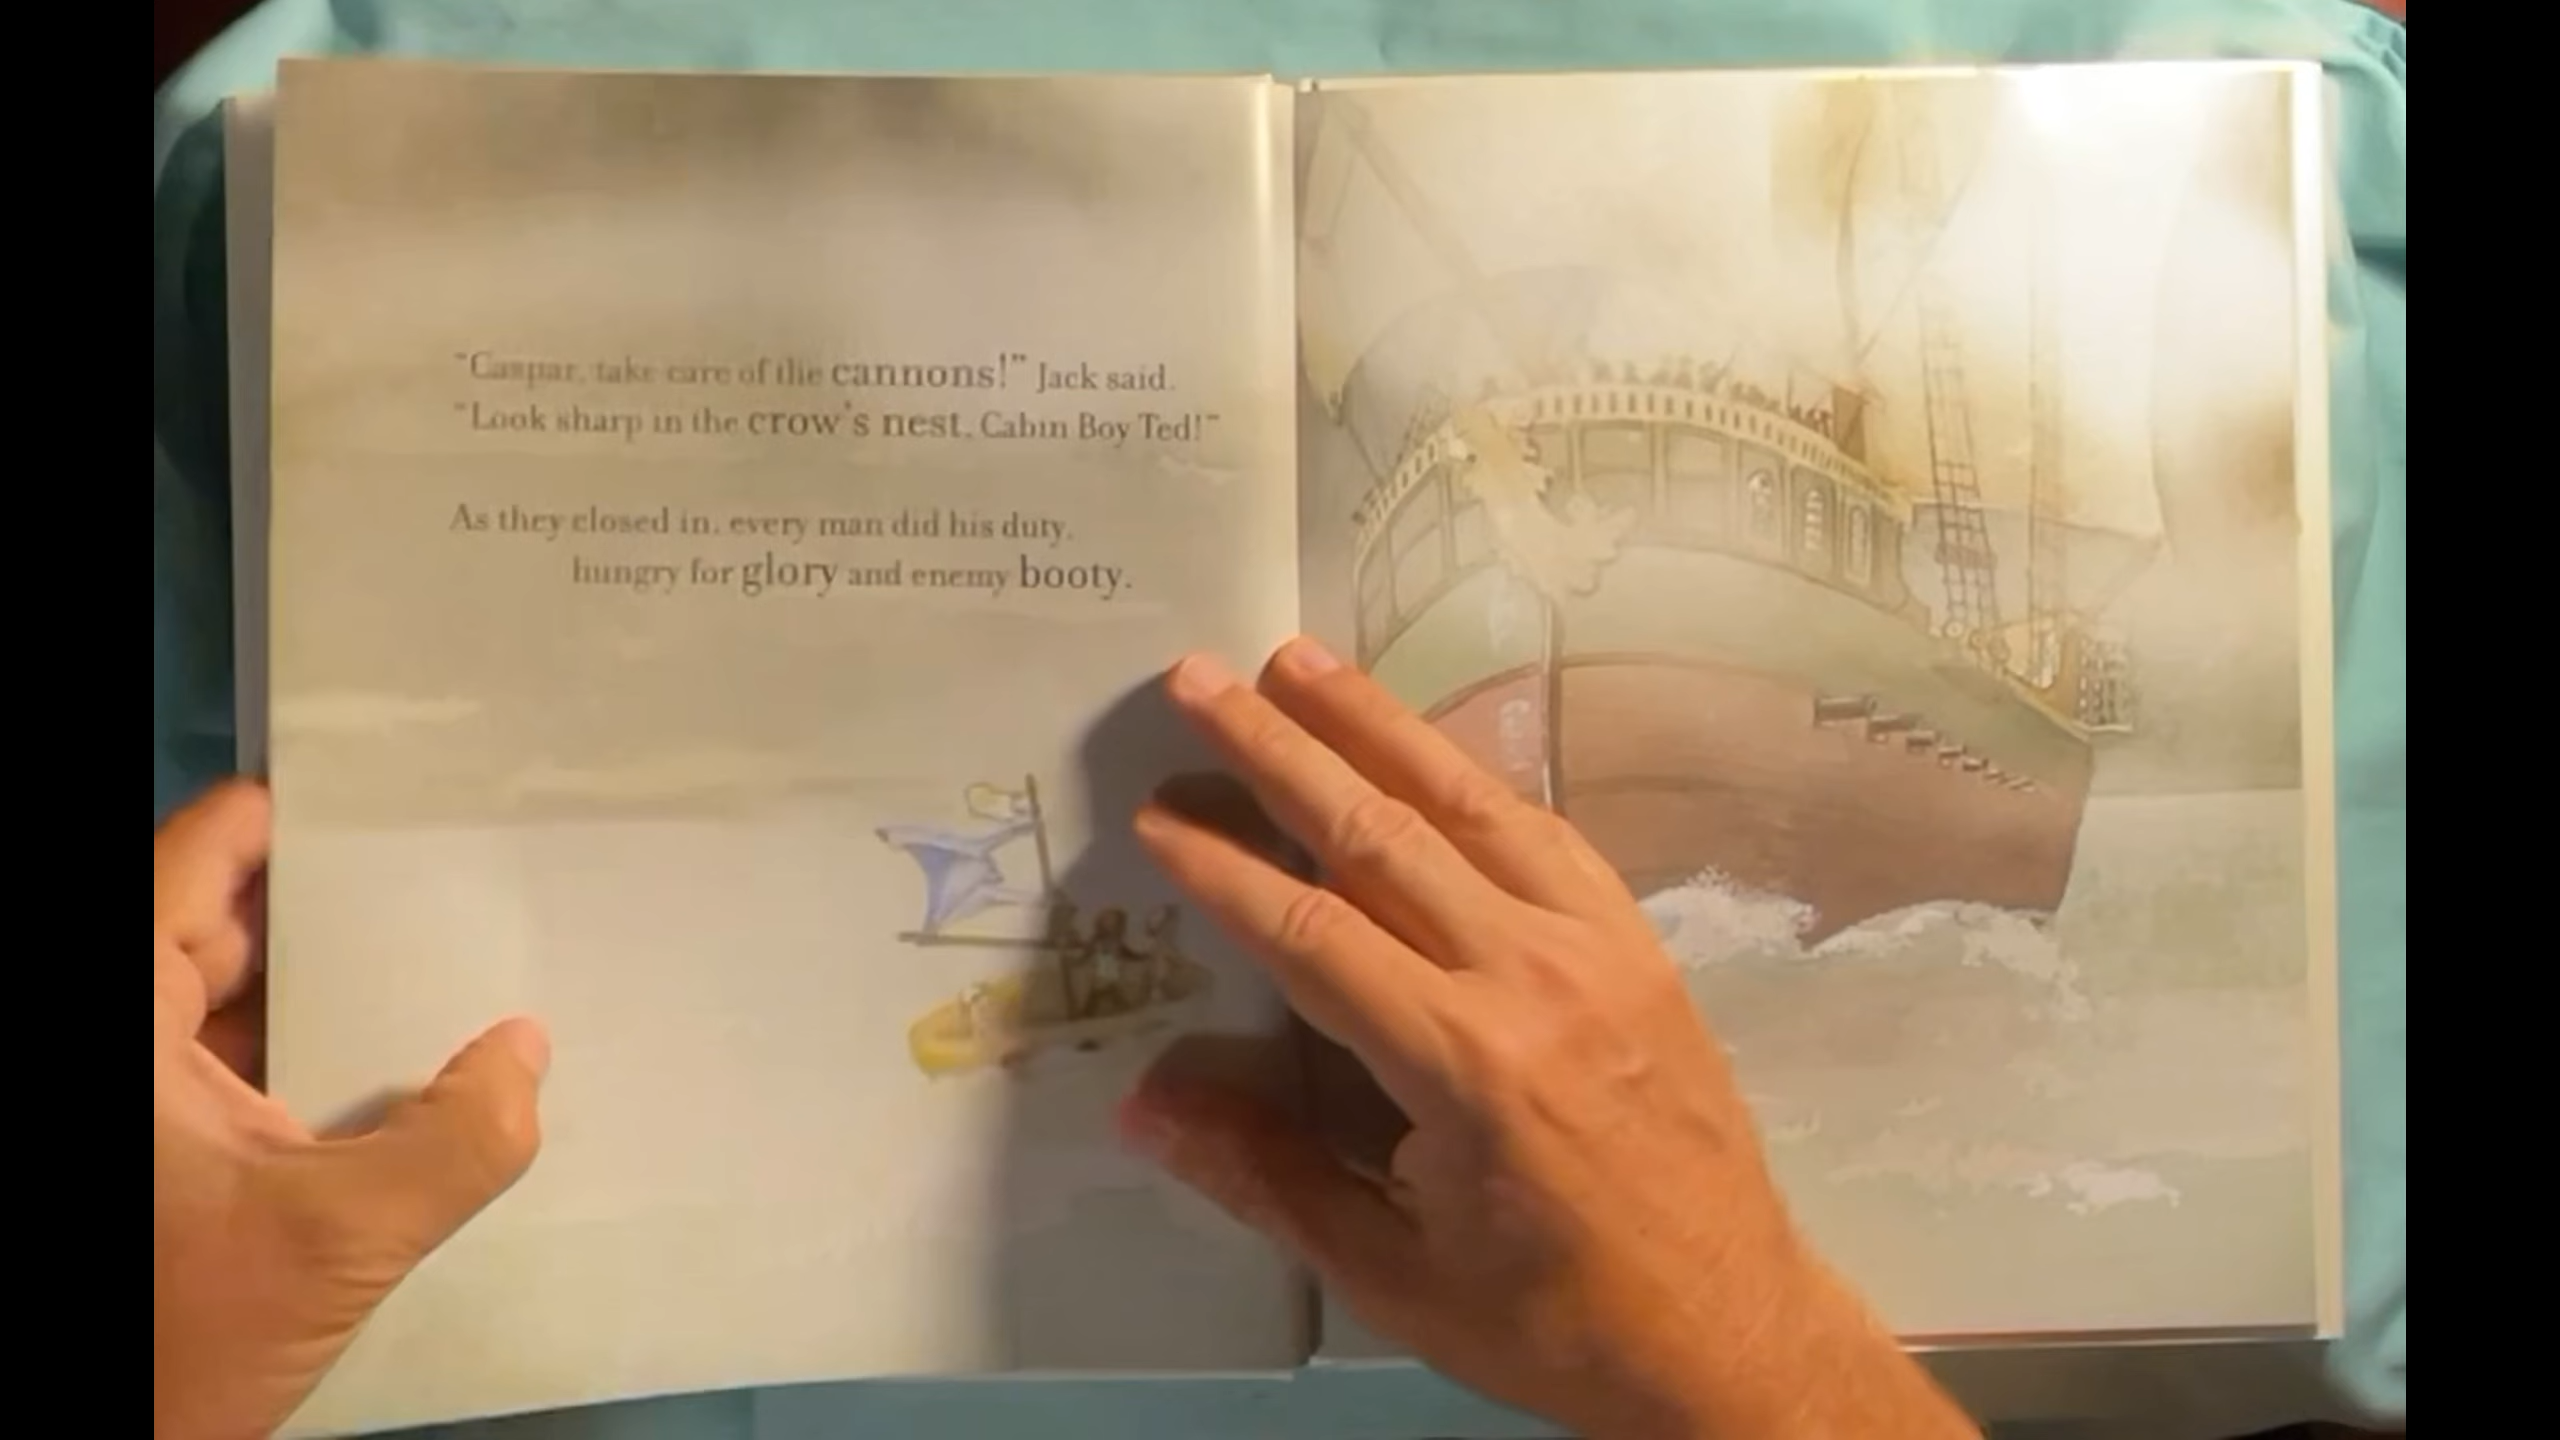 "Caspar, take care of the cannons!" Jack said.
"Look sharp in the crow's nest, Cabin Boy Ted!"
As they closed in, every man did his duty,
hungry for glory and enemy booty.